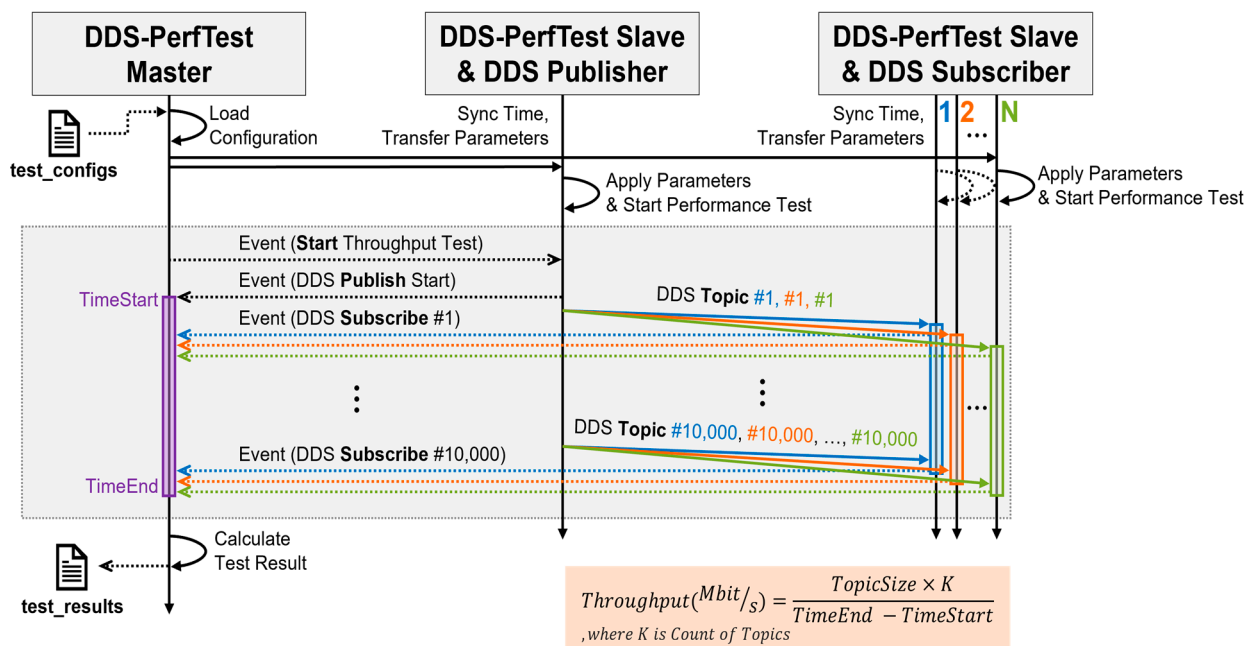 DDS-PerfTest
Master
DDS-PerfTest Slave
& DDS Publisher
DDS-PerfTest Slave
& DDS Subscriber
test_configs
Load
Configuration
Sync Time,
Transfer Parameters
Sync Time,
Transfer Parameters
1 2 N
...
Apply Parameters
& Start Performance Test
Apply Parameters
& Start Performance Test
Event (Start Throughput Test)
Event (DDS Publish Start)
TimeStart
DDS Topic #1, #1, #1
Event (DDS Subscribe #1)
...
DDS Topic #10,000, #10,000, ..., #10,000
Event (DDS Subscribe #10,000)
TimeEnd
Calculate
Test Result
test_results
Throughput(Mbit/s) = TopicSize × K / TimeEnd − TimeStart
, where K is Count of Topics